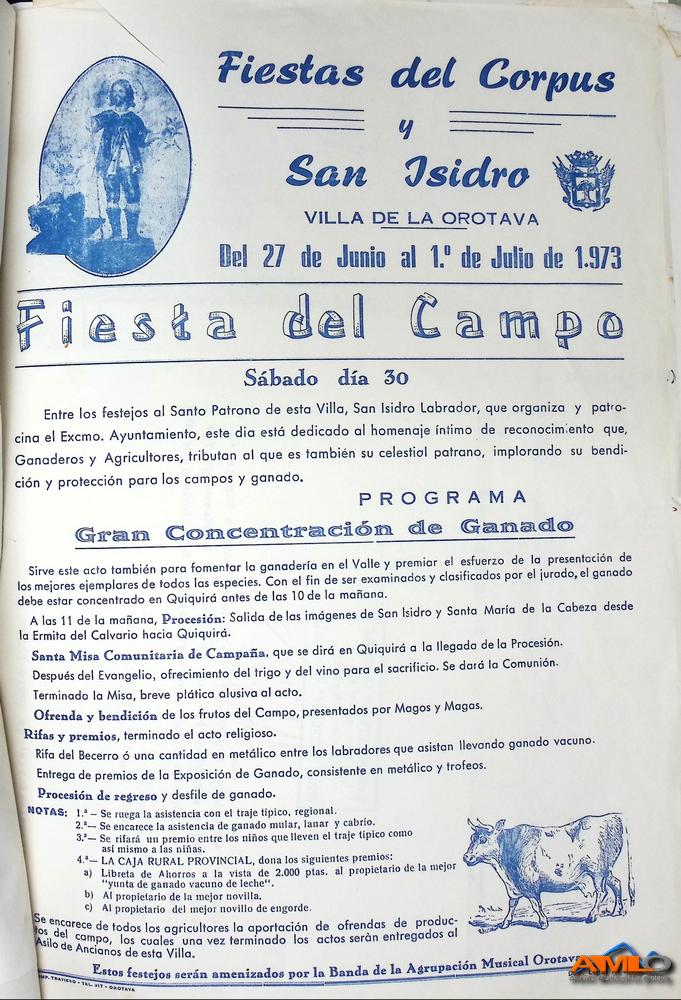 Fiestas del Corpus
y
San Isidro
VILLA DE LA OROTAVA
Del 27 de Junio al 1.º de Julio de 1.973
Fiesta del Campo
Sábado día 30
Entre los festejos al Santo Patrono de esta Villa, San Isidro Labrador, que organiza y patro-
cina el Excmo. Ayuntamiento, este dia está dedicado al homenaje íntimo de reconocimiento que,
Ganaderos y Agricultores, tributan al que es también su celestial patrano, implorando su bendi-
ción y protección para los campos y ganado.
PROGRAMA
Gran Concentración de Ganado
Sirve este acto también para fomentar la ganadería en el Valle y premiar el esfuerzo de la presentación de
los mejores ejemplares de todas las especies. Con el fin de ser examinados y clasificados por el jurado, el ganado
debe estar concentrado en Quiquirá antes de las 10 de la mañana.
A las 11 de la mañana, Procesión: Salida de las imágenes de San Isidro y Santa María de la Cabeza desde
la Ermita del Calvario hacia Quiquirá.
Santa Misa Comunitaria de Campaña, que se dirá en Quiquirá a la llegada de la Procesión.
Después del Evangelio, ofrecimiento del trigo y del vino para el sacrificio. Se dará la Comunión.
Terminado la Misa, breve plática alusiva al acto.
Ofrenda y bendición de los frutos del Campo, presentados por Magos y Magas.
Rifas y premios, terminado el acto religioso.
Rifa del Becerro ó una cantidad en metálico entre los labradores que asistan llevando ganado vacuno.
Entrega de premios de la Exposición de Ganado, consistente en metálico y trofeos.
Procesión de regreso y desfile de ganado.
NOTAS: 1.ª— Se ruega la asistencia con el traje típico, regional.
2.ª— Se encarece la asistencia de ganado mular, lanar y cabrío.
3.ª— Se rifará un premio entre los niños que lleven el traje típico como
así mismo a las niñas.
4.ª— LA CAJA RURAL PROVINCIAL, dona los siguientes premios:
a) Libreta de Ahorros a la vista de 2.000 ptas. al propietario de la mejor
"yunta de ganado vacuno de leche".
b) Al propietario de la mejor novilla.
c) Al propietario del mejor novillo de engorde.
Se encarece de todos los agricultores la aportación de ofrendas de produc-
tos del campo, los cuales una vez terminado los actos seràn entregados al
Asilo de Ancianos de esta Villa.
Estos festejos serán amenizados por la Banda de la Agrupación Musical Orotava
IMP. TRAVIESO - TEL. 217 - OROTAVA
AMLO